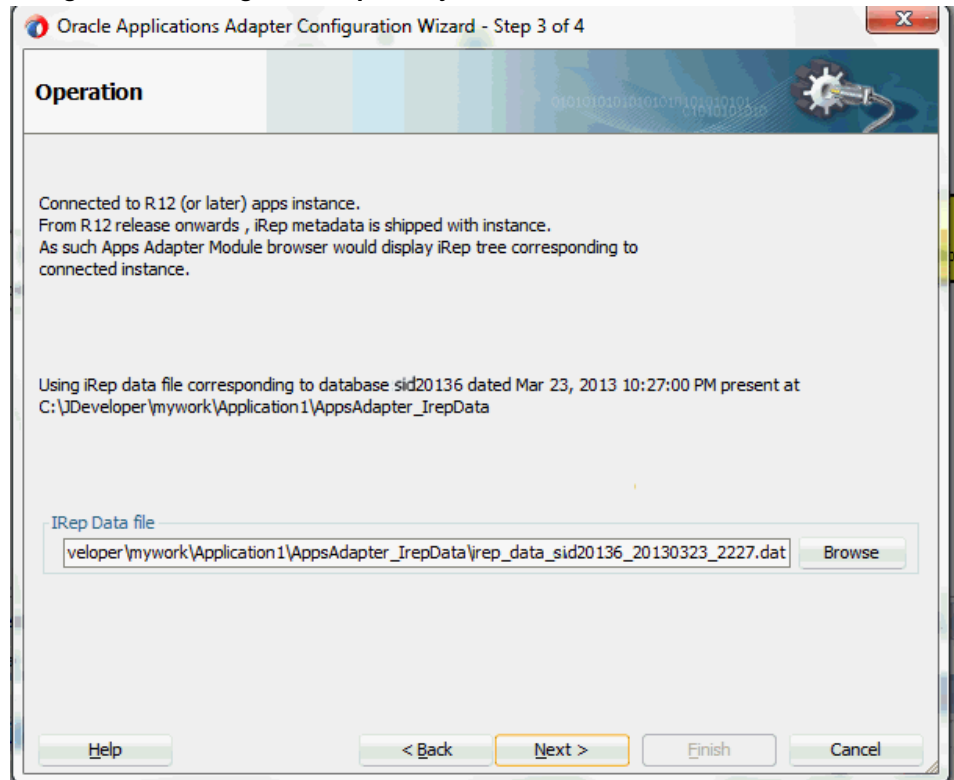 Oracle Applications Adapter Configuration Wizard - Step 3 of 4
Operation
Connected to R12 (or later) apps instance.
From R12 release onwards , iRep metadata is shipped with instance.
As such Apps Adapter Module browser would display iRep tree corresponding to
connected instance.
Using iRep data file corresponding to database sid20136 dated Mar 23, 2013 10:27:00 PM present at
C:\JDeveloper\mywork\Application1\AppsAdapter_IrepData
IRep Data file
veloper\mywork\Application1\AppsAdapter_IrepData\irep_data_sid20136_20130323_2227.dat Browse
Help < Back Next > Finish Cancel